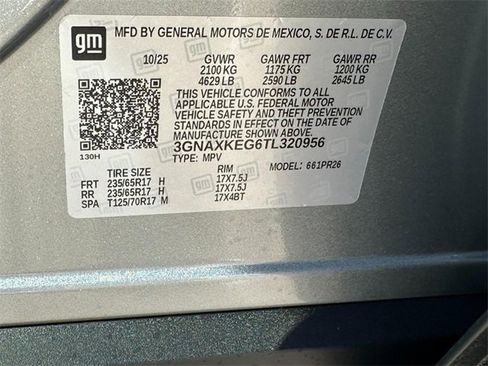 gm
MFD BY GENERAL MOTORS DE MEXICO, S. DE R.L. DE C.V.
10/25 GVWR GAWR FRT GAWR RR
2100 KG 1175 KG 1200 KG
4629 LB 2590 LB 2645 LB
THIS VEHICLE CONFORMS TO ALL
APPLICABLE U.S. FEDERAL MOTOR
VEHICLE SAFETY AND THEFT PREVENTION
STANDARDS IN EFFECT ON THE DATE OF
MANUFACTURE SHOWN ABOVE.
3GNAXKEG6TL320956
130H
TYPE: MPV MODEL: 661PR26
TIRE SIZE RIM
FRT 235/65R17 H 17X7.5J
RR 235/65R17 H 17X7.5J
SPA T125/70R17 M 17X4BT